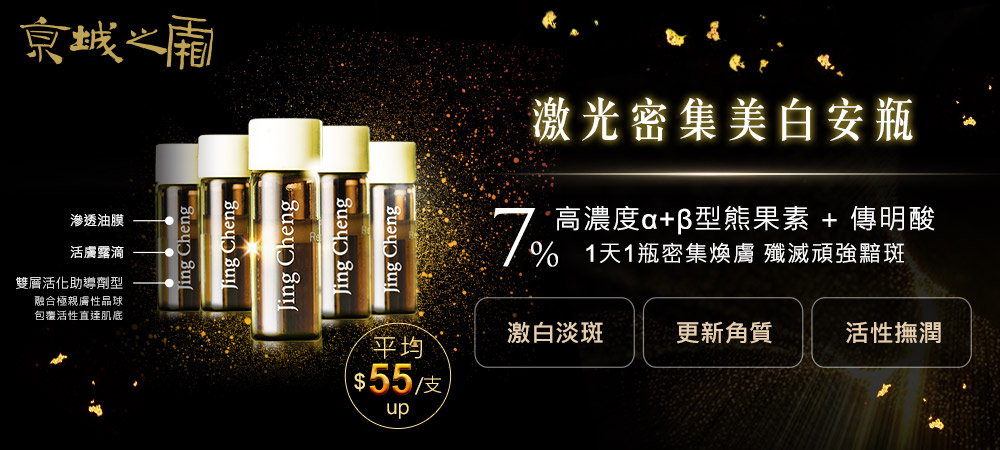 京城之霜
激光密集美白安瓶
7%
高濃度α+β型熊果素 + 傳明酸
1天1瓶密集煥膚 殲滅頑強黯斑
激白淡斑
更新角質
活性撫潤
滲透油膜
活膚露滴
雙層活化助導劑型
融合極親膚性晶球
包覆活性直達肌底
Jing Cheng
Jing Cheng
Jing Cheng
Jing Cheng
Jing Cheng
平均
$55/支
up